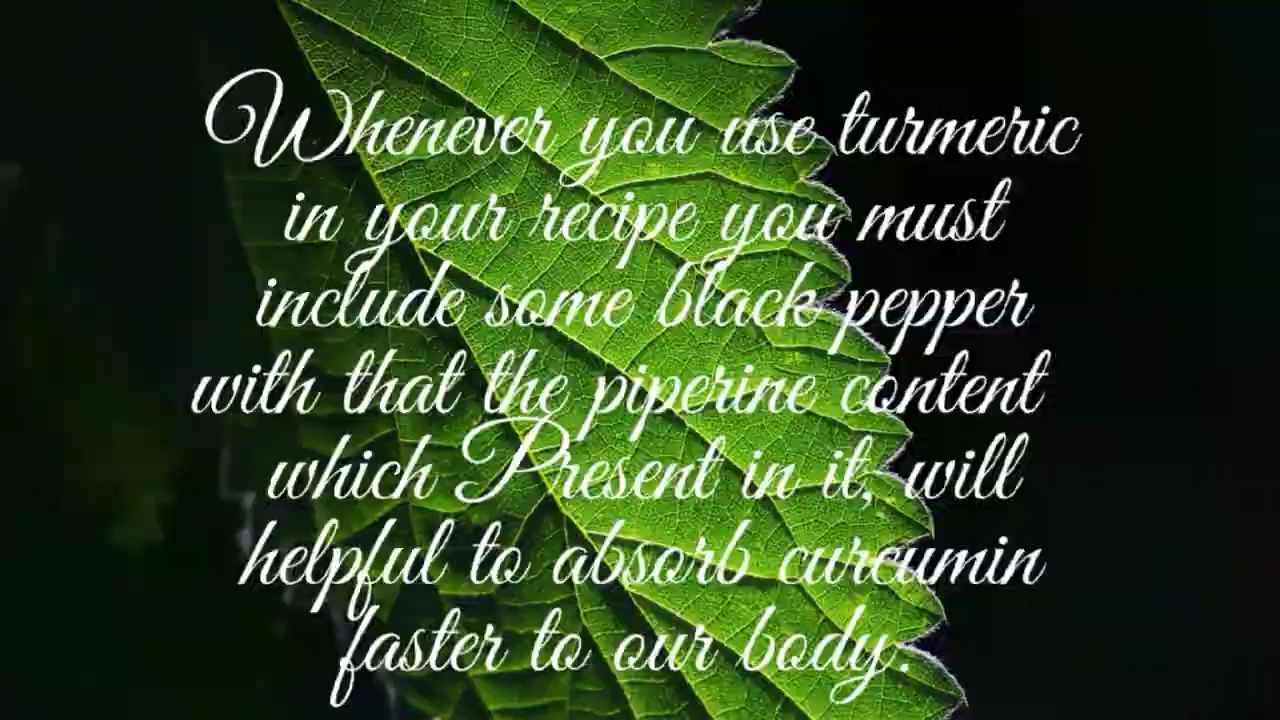 Whenever you use turmeric
in your recipe you must
include some black pepper
with that the piperine content
which Present in it, will
helpful to absorb curcumin
faster to our body.